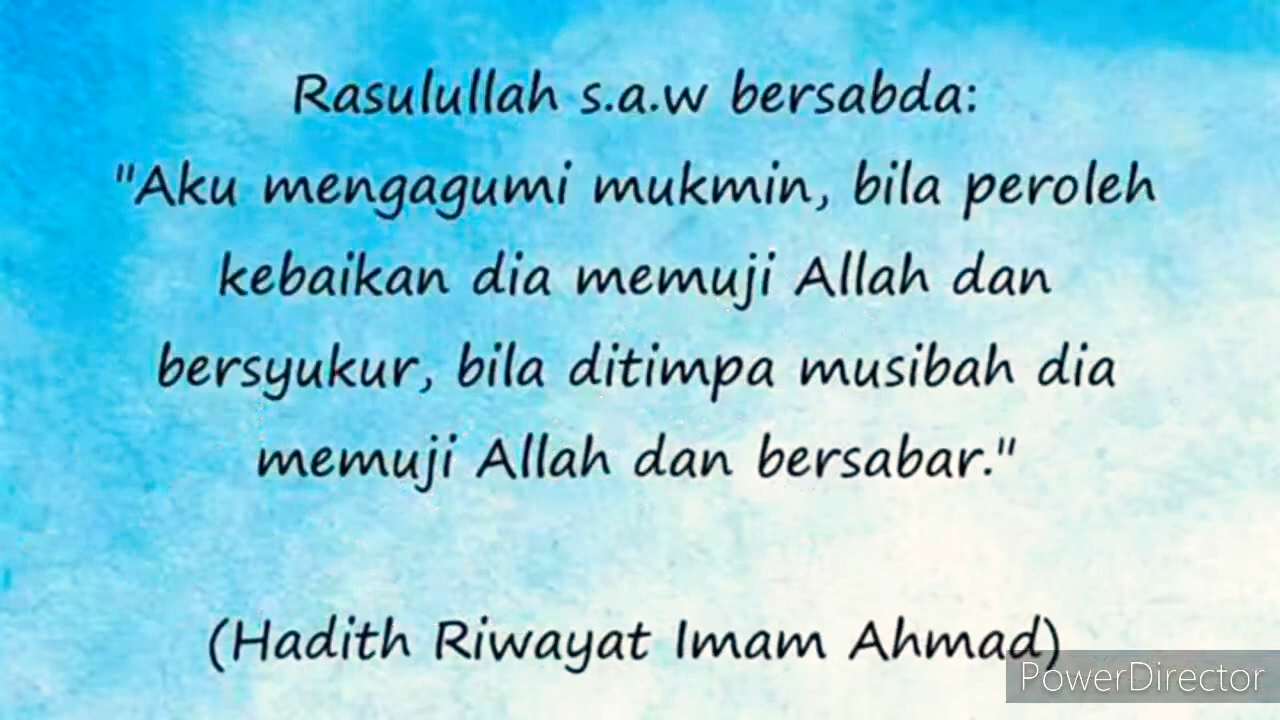 Rasulullah s.a.w bersabda:
"Aku mengagumi mukmin, bila peroleh
kebaikan dia memuji Allah dan
bersyukur, bila ditimpa musibah dia
memuji Allah dan bersabar."
(Hadith Riwayat Imam Ahmad)
PowerDirector